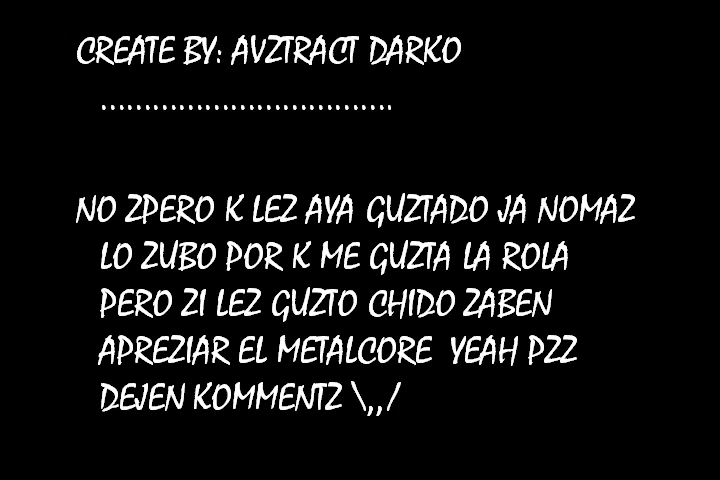 CREATE BY: AVZTRACT DARKO
.................................
NO ZPERO K LEZ AYA GUZTADO JA NOMAZ
LO ZUBO POR K ME GUZTA LA ROLA
PERO ZI LEZ GUZTO CHIDO ZABEN
APREZIAR EL METALCORE YEAH PZZ
DEJEN KOMMENTZ \,,/